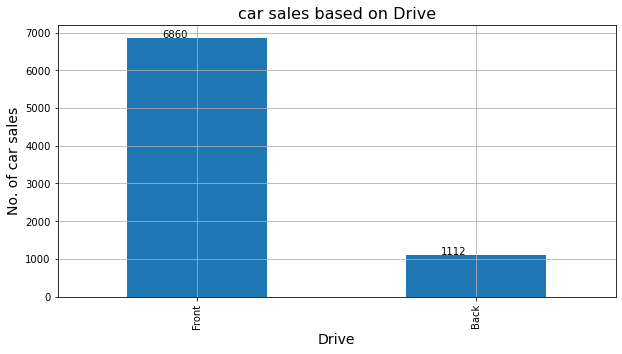 car sales based on Drive
No. of car sales
7000
6000
5000
4000
3000
2000
1000
0
6860
1112
Front
Back
Drive